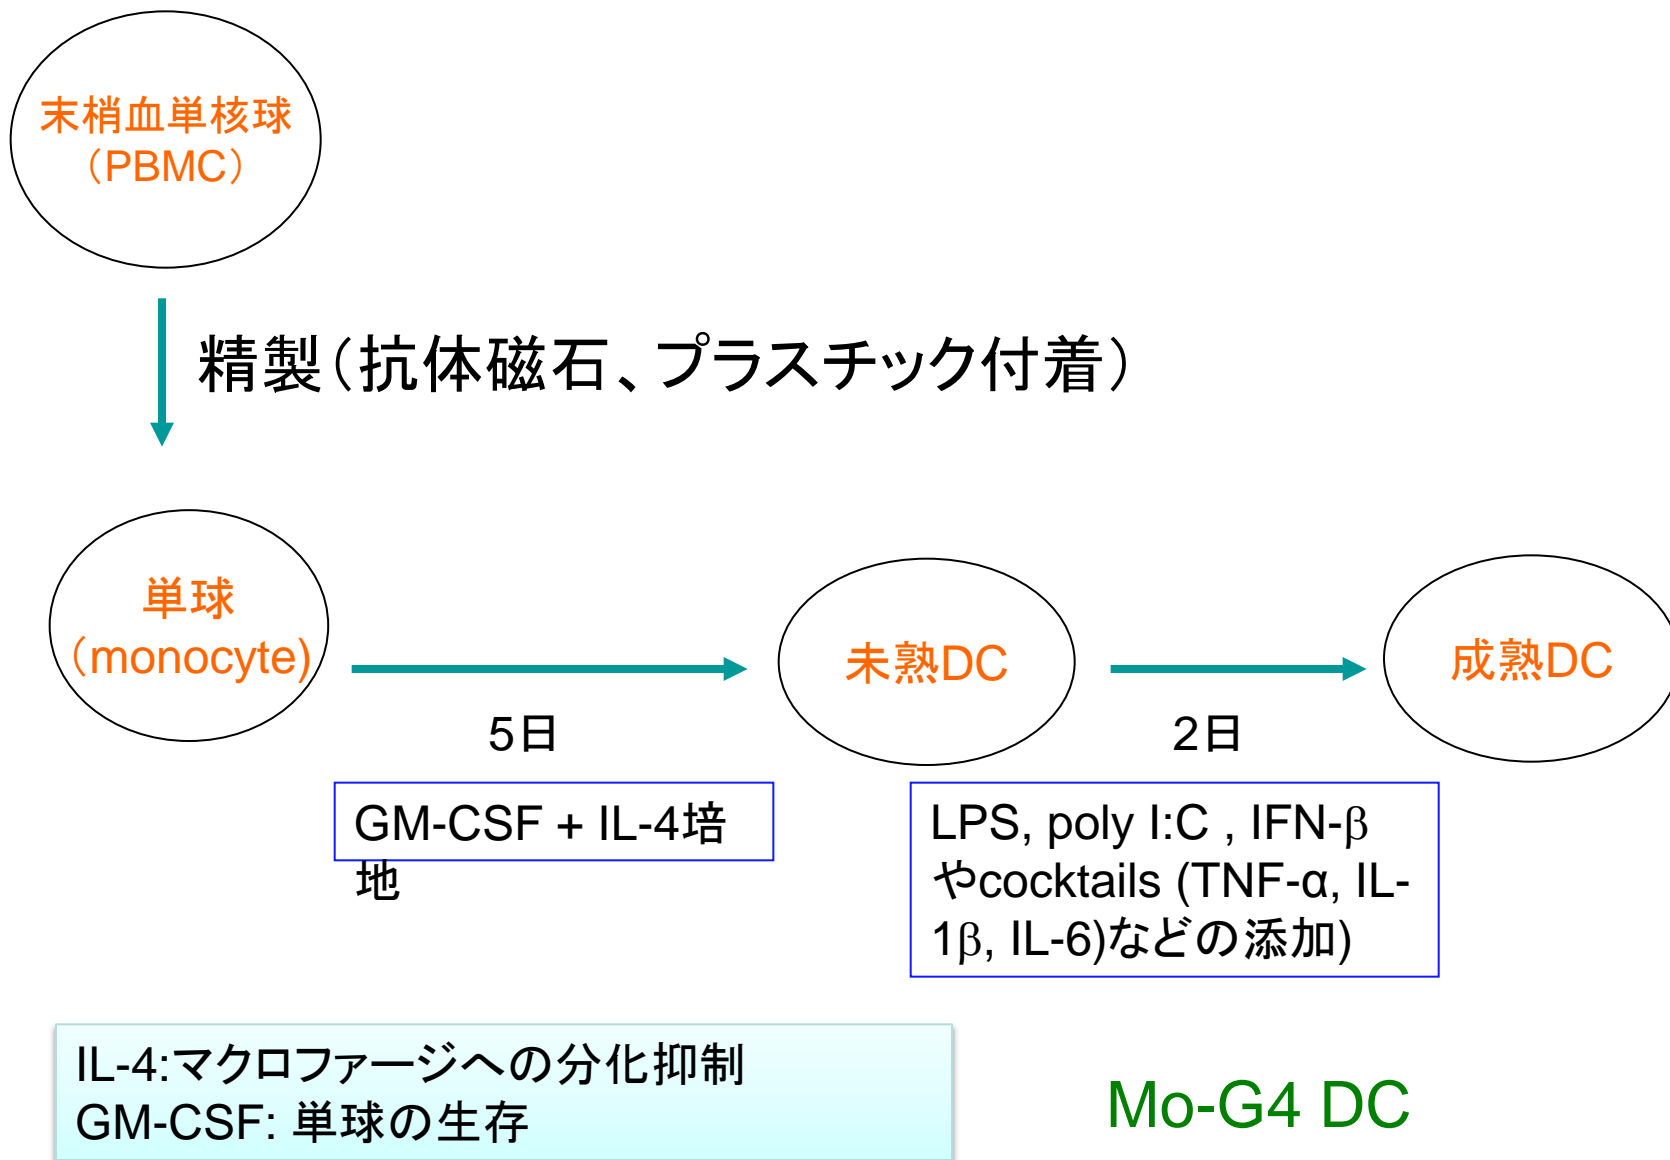 末梢血単核球
（PBMC）
精製（抗体磁石、プラスチック付着）
単球
（monocyte)
未熟DC
成熟DC
5日
2日
GM-CSF + IL-4培
地
LPS, poly I:C , IFN-β
やcocktails (TNF-α, IL-
1β, IL-6)などの添加)
IL-4:マクロファージへの分化抑制
GM-CSF: 単球の生存
Mo-G4 DC